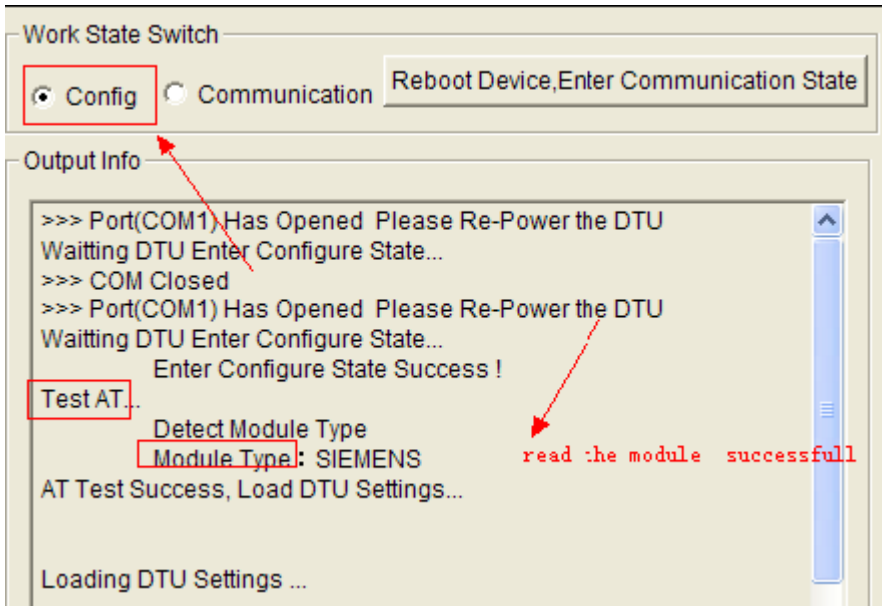 Work State Switch
Config Communication Reboot Device,Enter Communication State
Output Info
>>> Port(COM1) Has Opened  Please Re-Power the DTU
Waitting DTU Enter Configure State...
>>> COM Closed
>>> Port(COM1) Has Opened  Please Re-Power the DTU
Waitting DTU Enter Configure State...
Enter Configure State Success !
Test AT...
Detect Module Type
Module Type: SIEMENS
read the module successfull
AT Test Success, Load DTU Settings...
Loading DTU Settings ...